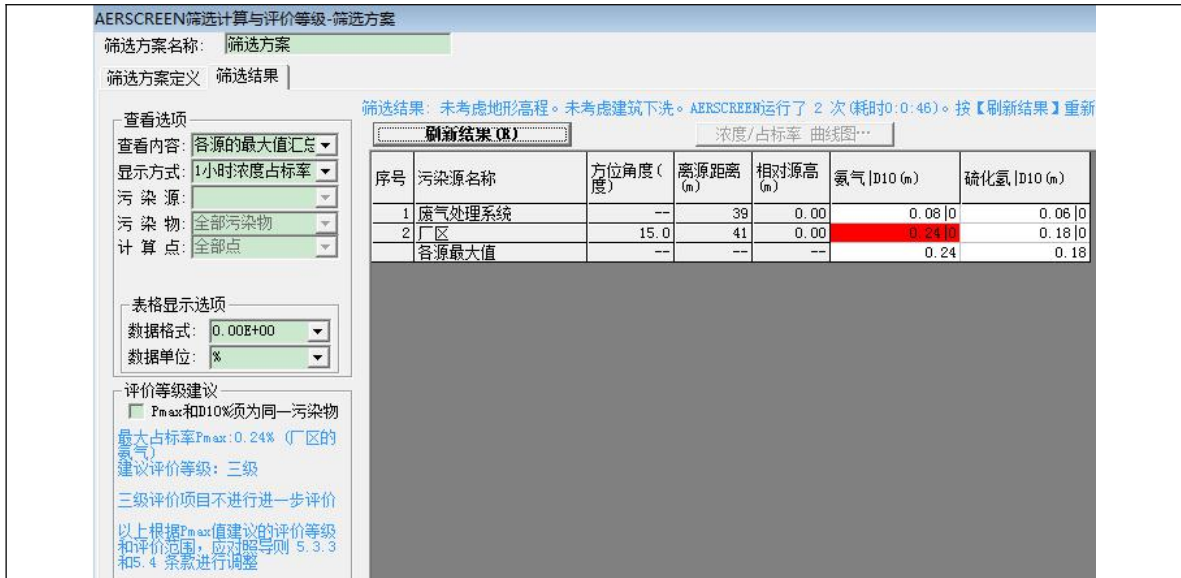 AERSCREEN筛选计算与评价等级-筛选方案
筛选方案名称: 筛选方案
筛选方案定义 筛选结果
筛选结果: 未考虑地形高程。未考虑建筑下洗。AERSCREEN运行了 2 次(耗时0:0:46)。按【刷新结果】重新
查看选项
查看内容: 各源的最大值汇总
显示方式: 1小时浓度占标率
污 染 源:
污 染 物: 全部污染物
计 算 点: 全部点
刷新结果(R) 浓度/占标率 曲线图…
序号 污染源名称 方位角度(度) 离源距离(m) 相对源高(m) 氨气|D10(m) 硫化氢|D10(m)
1 废气处理系统 -- 39 0.00 0.08|0 0.06|0
2 厂区 15.0 41 0.00 0.24|0 0.18|0
各源最大值 -- -- -- 0.24 0.18
表格显示选项
数据格式: 0.00E+00
数据单位: %
评价等级建议
Pmax和D10%须为同一污染物
最大占标率Pmax:0.24% (厂区的
氨气)
建议评价等级: 三级
三级评价项目不进行进一步评价
以上根据Pmax值建议的评价等级
和评价范围,应对照导则 5.3.3
和5.4 条款进行调整